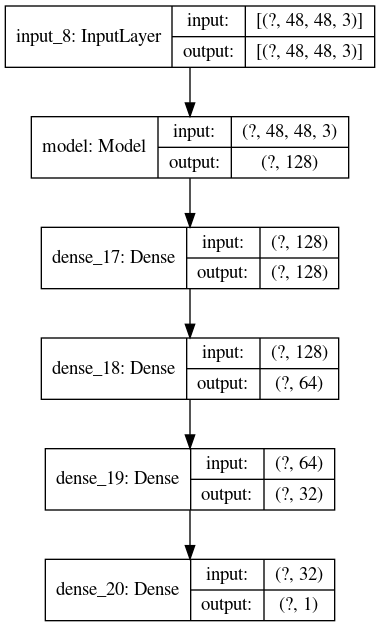 input_8: InputLayer
input:
[(?, 48, 48, 3)]
output:
[(?, 48, 48, 3)]
model: Model
input:
(?, 48, 48, 3)
output:
(?, 128)
dense_17: Dense
input:
(?, 128)
output:
(?, 128)
dense_18: Dense
input:
(?, 128)
output:
(?, 64)
dense_19: Dense
input:
(?, 64)
output:
(?, 32)
dense_20: Dense
input:
(?, 32)
output:
(?, 1)